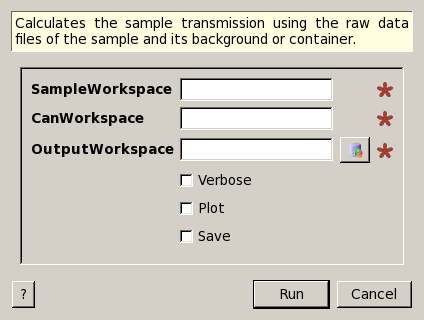 Calculates the sample transmission using the raw data
files of the sample and its background or container.
SampleWorkspace
CanWorkspace
OutputWorkspace
Verbose
Plot
Save
?
Run
Cancel